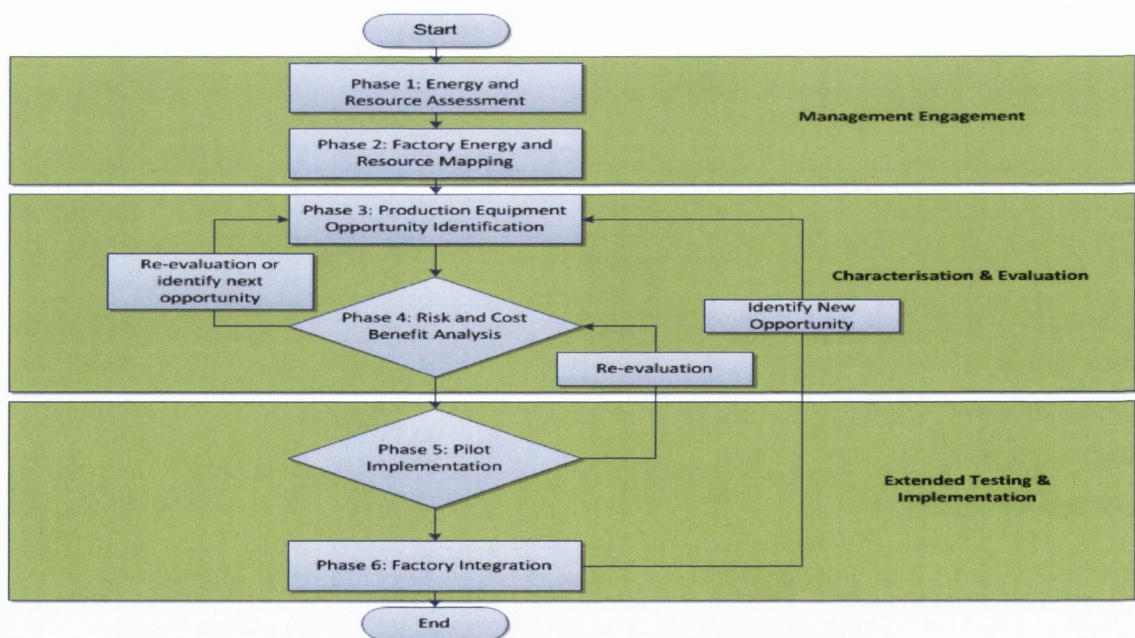 Start
Phase 1: Energy and
Resource Assessment
Management Engagement
Phase 2: Factory Energy and
Resource Mapping
Phase 3: Production Equipment
Opportunity Identification
Re-evaluation or
identify next
opportunity
Characterisation & Evaluation
Phase 4: Risk and Cost
Benefit Analysis
Identify New
Opportunity
Re-evaluation
Phase 5: Pilot
Implementation
Extended Testing &
Implementation
Phase 6: Factory Integration
End